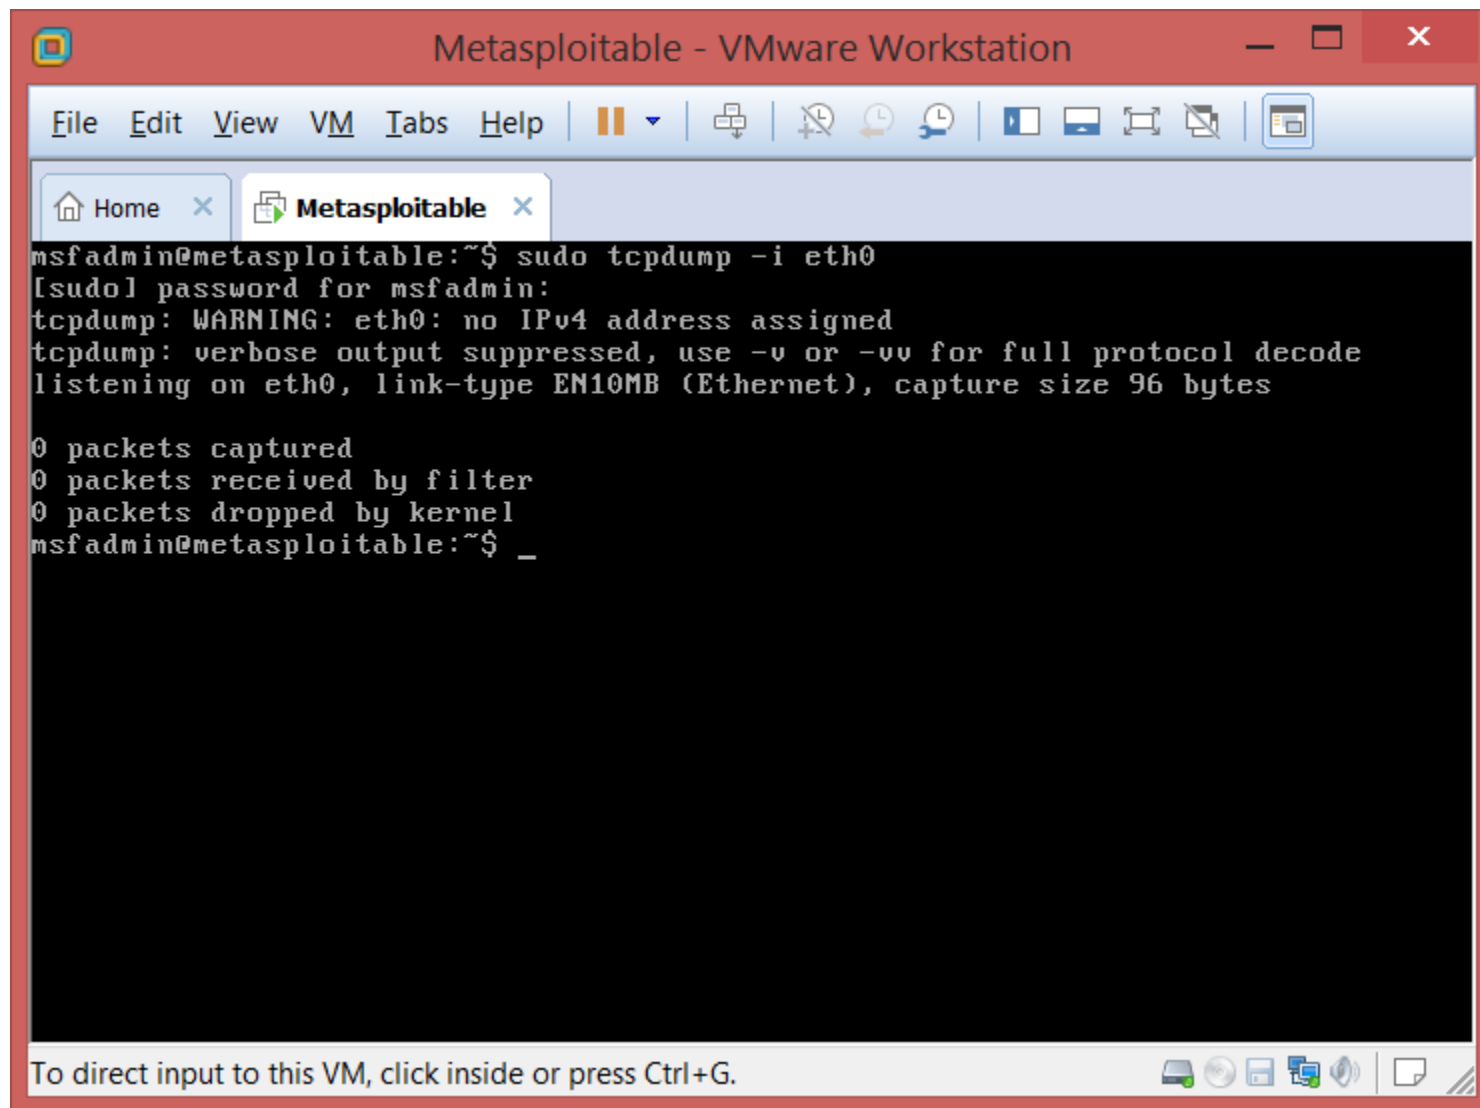 Metasploitable - VMware Workstation
File Edit View VM Tabs Help
Home Metasploitable
msfadmin@metasploitable:~$ sudo tcpdump -i eth0
[sudo] password for msfadmin:
tcpdump: WARNING: eth0: no IPv4 address assigned
tcpdump: verbose output suppressed, use -v or -vv for full protocol decode
listening on eth0, link-type EN10MB (Ethernet), capture size 96 bytes
0 packets captured
0 packets received by filter
0 packets dropped by kernel
msfadmin@metasploitable:~$ _
To direct input to this VM, click inside or press Ctrl+G.